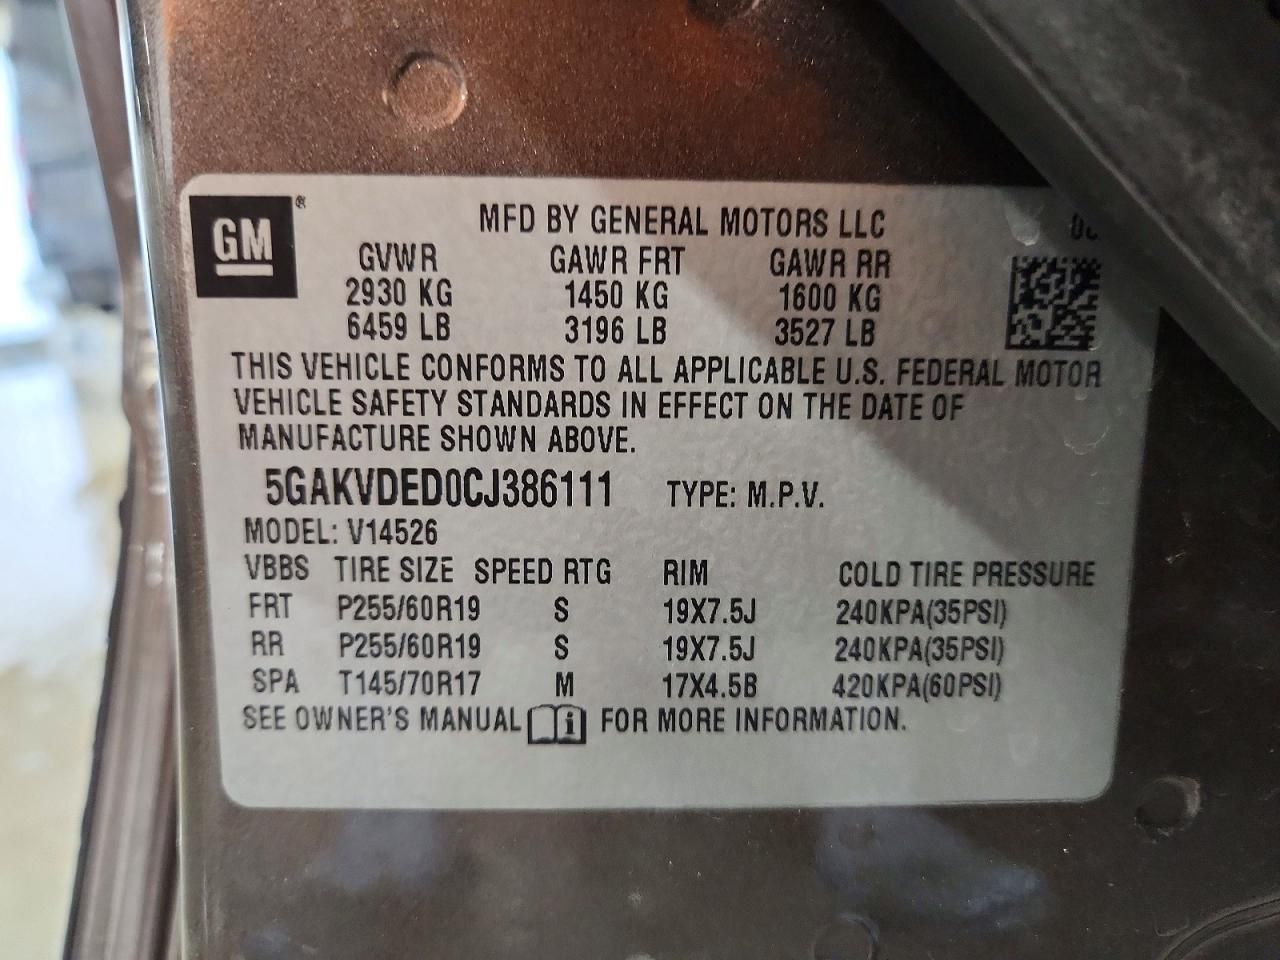 GM®
MFD BY GENERAL MOTORS LLC
GVWR GAWR FRT GAWR RR
2930 KG 1450 KG 1600 KG
6459 LB 3196 LB 3527 LB
THIS VEHICLE CONFORMS TO ALL APPLICABLE U.S. FEDERAL MOTOR
VEHICLE SAFETY STANDARDS IN EFFECT ON THE DATE OF
MANUFACTURE SHOWN ABOVE.
5GAKVDED0CJ386111 TYPE: M.P.V.
MODEL: V14526
VBBS TIRE SIZE SPEED RTG RIM COLD TIRE PRESSURE
FRT P255/60R19 S 19X7.5J 240KPA(35PSI)
RR P255/60R19 S 19X7.5J 240KPA(35PSI)
SPA T145/70R17 M 17X4.5B 420KPA(60PSI)
SEE OWNER'S MANUAL i FOR MORE INFORMATION.